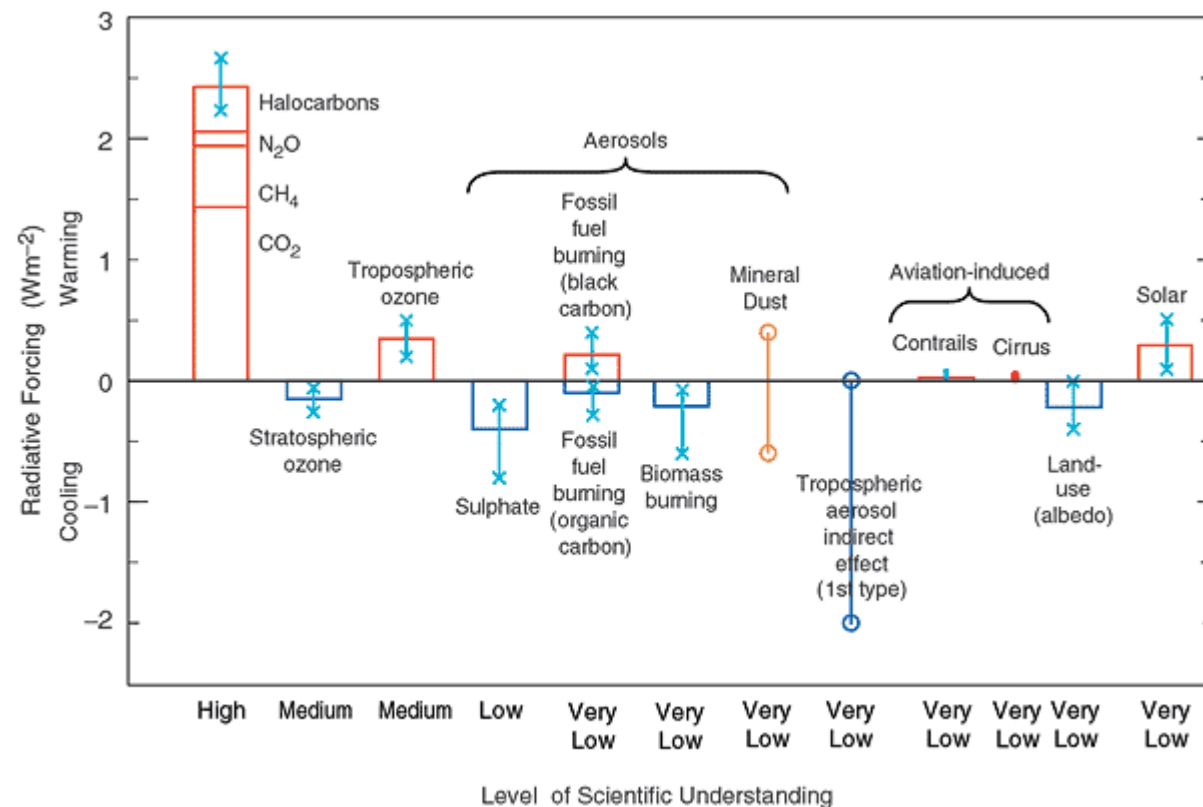 3
2
1
0
−1
−2
Radiative Forcing (Wm−2)
Cooling Warming
Halocarbons
N2O
CH4
CO2
Stratospheric
ozone
Tropospheric
ozone
Aerosols
Sulphate
Fossil
fuel
burning
(black
carbon)
Fossil
fuel
burning
(organic
carbon)
Biomass
burning
Mineral
Dust
Tropospheric
aerosol
indirect
effect
(1st type)
Aviation-induced
Contrails
Cirrus
Land-
use
(albedo)
Solar
High
Medium
Medium
Low
Very
Low
Very
Low
Very
Low
Very
Low
Very
Low
Very
Low
Very
Low
Very
Low
Level of Scientific Understanding